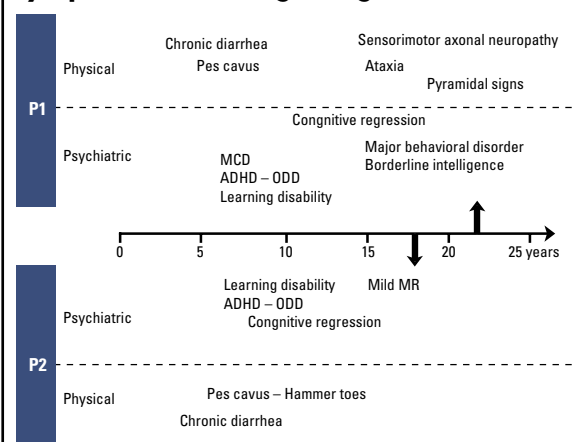 Chronic diarrhea
Sensorimotor axonal neuropathy
Physical
Pes cavus
Ataxia
Pyramidal signs
P1
Congnitive regression
Psychiatric
MCD
ADHD – ODD
Learning disability
Major behavioral disorder
Borderline intelligence
0 5 10 15 20 25 years
Learning disability
ADHD – ODD
Congnitive regression
Mild MR
Psychiatric
P2
Physical
Pes cavus – Hammer toes
Chronic diarrhea